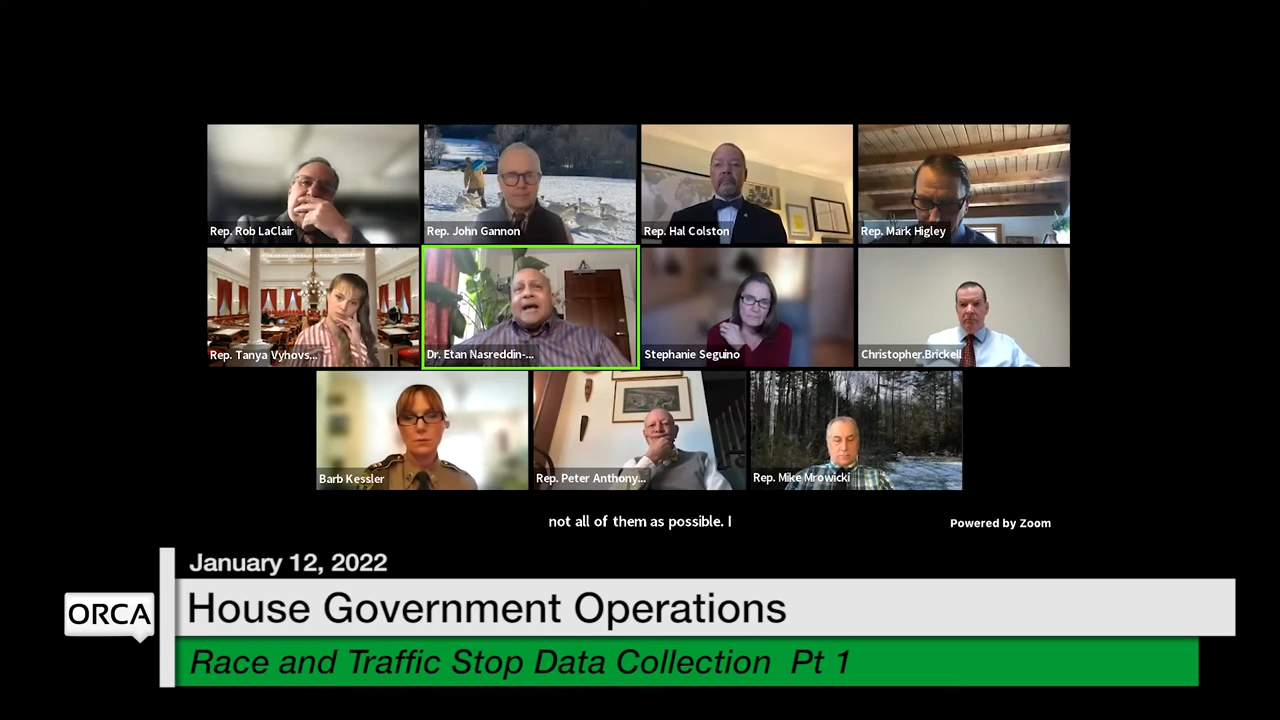 Rep. Rob LaClair
Rep. John Gannon
Rep. Hal Colston
Rep. Mark Higley
Rep. Tanya Vyhovs...
Dr. Etan Nasreddin-...
Stephanie Seguino
Christopher.Brickell
Barb Kessler
Rep. Peter Anthony...
Rep. Mike Mrowicki
not all of them as possible. I
Powered by Zoom
January 12, 2022
ORCA
House Government Operations
Race and Traffic Stop Data Collection Pt 1